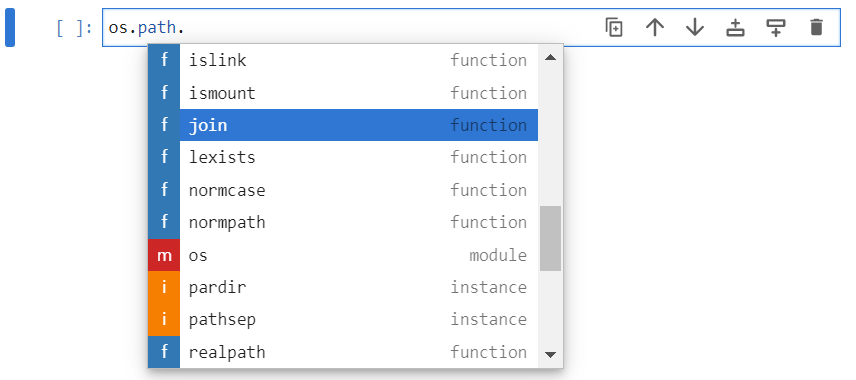 [ ]: os.path.
f islink function
f ismount function
f join function
f lexists function
f normcase function
f normpath function
m os module
i pardir instance
i pathsep instance
f realpath function